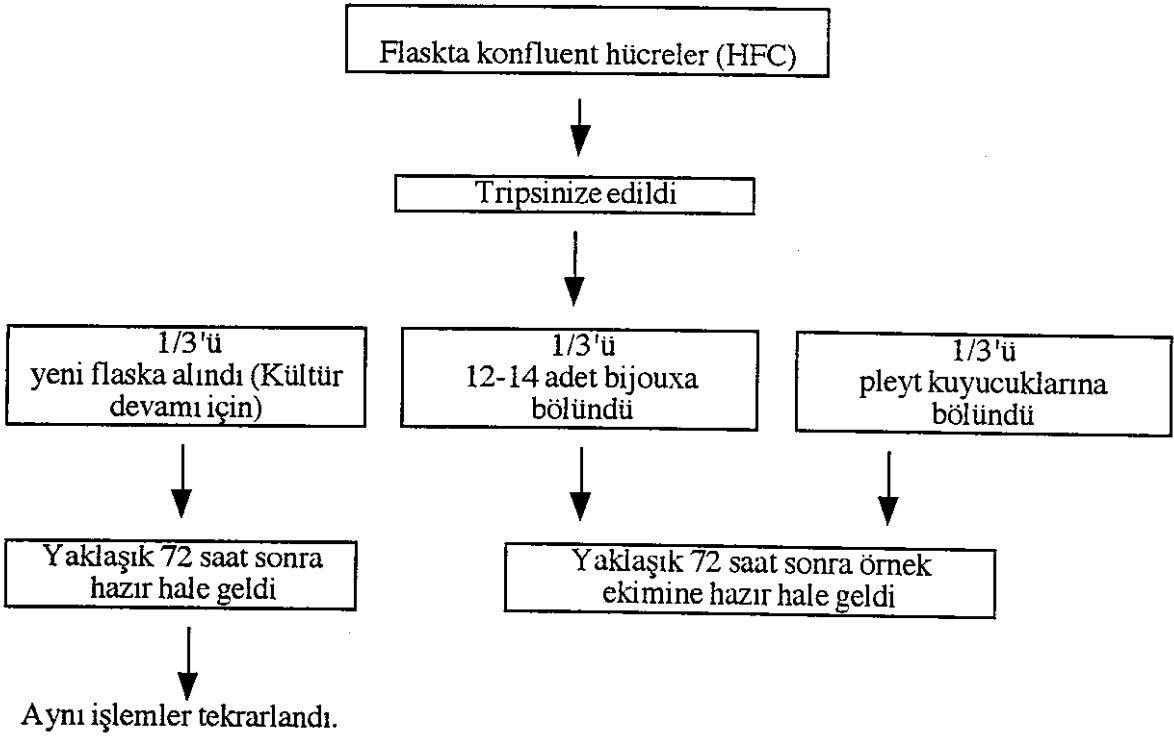 Flaskta konfluent hücreler (HFC)
Tripsinize edildi
1/3'ü
yeni flaska alındı (Kültür
devamı için)
1/3'ü
12-14 adet bijouxa
bölündü
1/3'ü
pleyt kuyucuklarına
bölündü
Yaklaşık 72 saat sonra
hazır hale geldi
Yaklaşık 72 saat sonra örnek
ekimine hazır hale geldi
Aynı işlemler tekrarlandı.